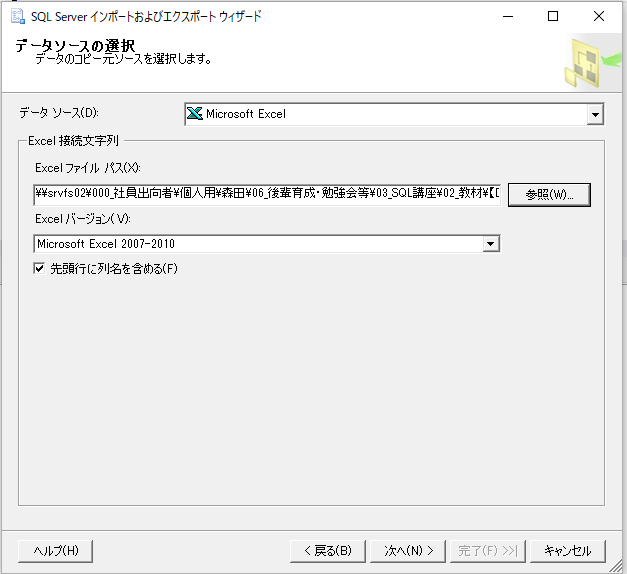 SQL Server インポートおよびエクスポート ウィザード
データソースの選択
データのコピー元ソースを選択します。
データ ソース(D):
Microsoft Excel
Excel 接続文字列
Excel ファイル パス(X):
¥¥srvfs02¥000_社員出向者¥個人用¥森田¥06_後輩育成・勉強会等¥03_SQL講座¥02_教材¥【D
参照(W)...
Excel バージョン(V):
Microsoft Excel 2007-2010
先頭行に列名を含める(F)
ヘルプ(H)
< 戻る(B)
次へ(N) >
完了(F) >>|
キャンセル